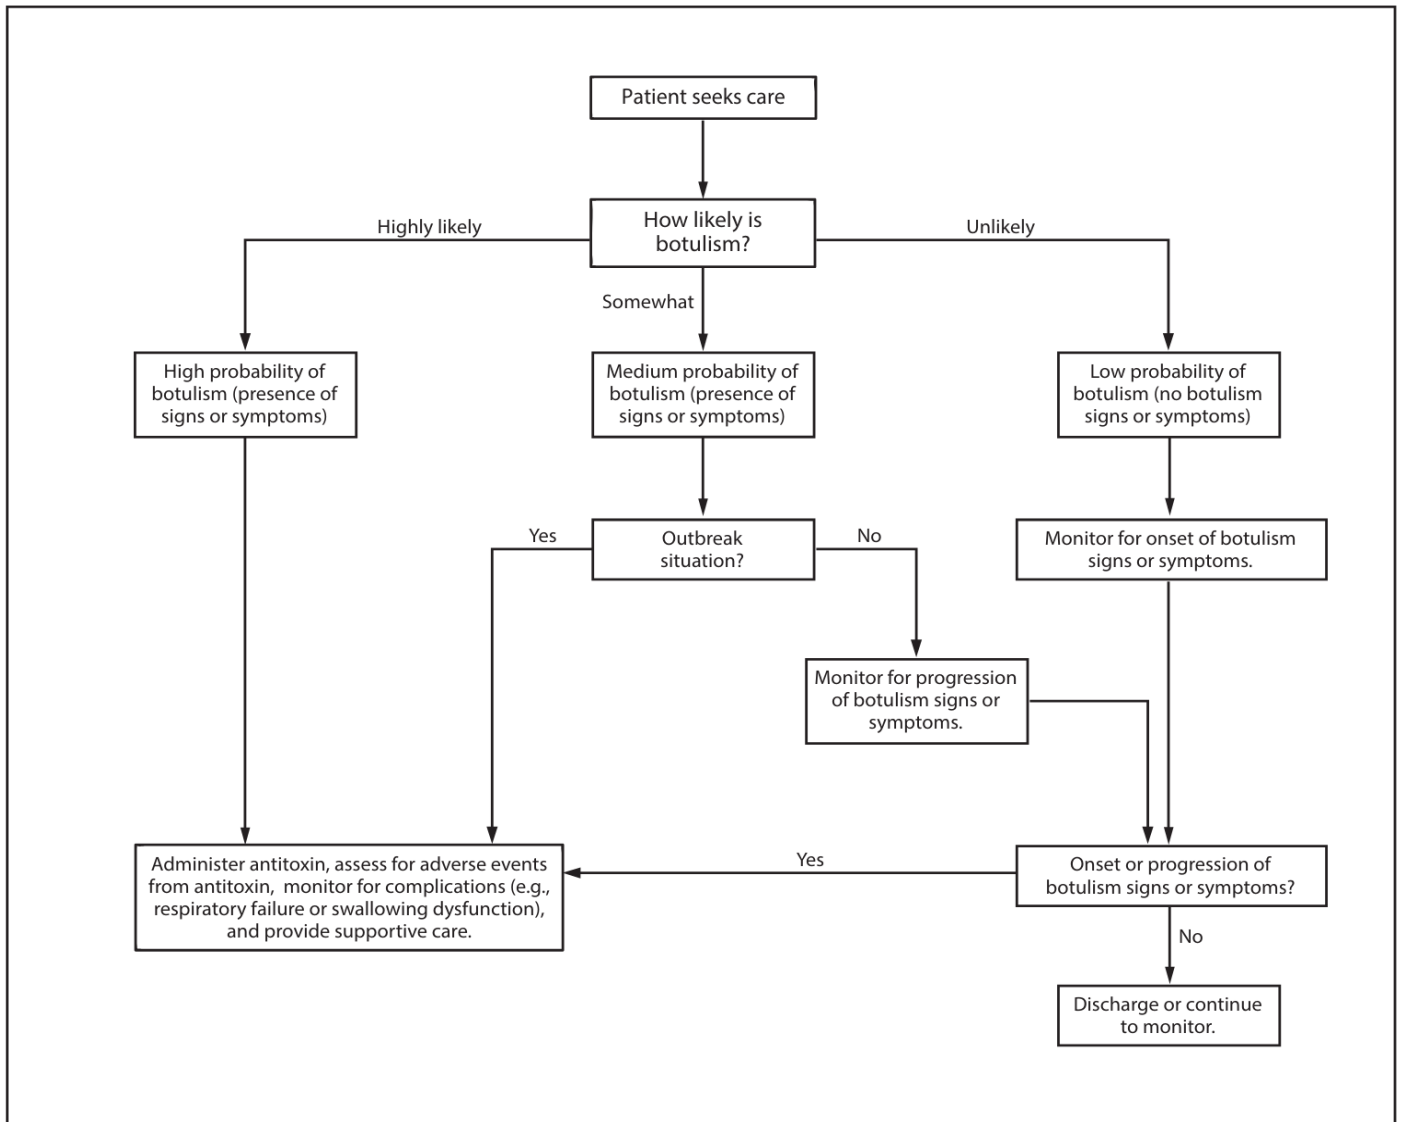 Patient seeks care
How likely is
botulism?
Highly likely
Unlikely
Somewhat
High probability of
botulism (presence of
signs or symptoms)
Medium probability of
botulism (presence of
signs or symptoms)
Low probability of
botulism (no botulism
signs or symptoms)
Yes
Outbreak
situation?
No
Monitor for onset of botulism
signs or symptoms.
Monitor for progression
of botulism signs or
symptoms.
Administer antitoxin, assess for adverse events
from antitoxin, monitor for complications (e.g.,
respiratory failure or swallowing dysfunction),
and provide supportive care.
Yes
Onset or progression of
botulism signs or symptoms?
No
Discharge or continue
to monitor.